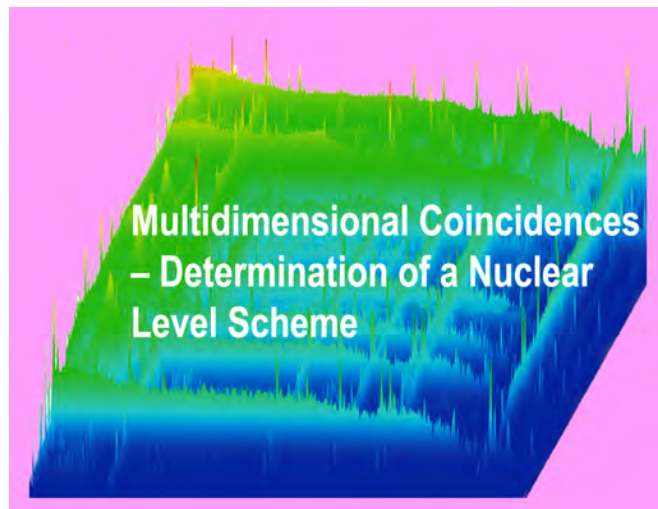 Multidimensional Coincidences
– Determination of a Nuclear
Level Scheme